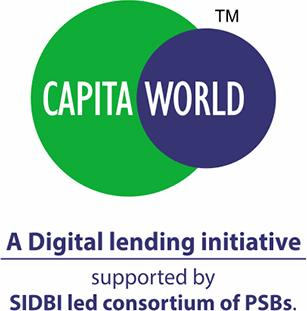 TM
CAPITA WORLD
A Digital lending initiative
supported by
SIDBI led consortium of PSBs.